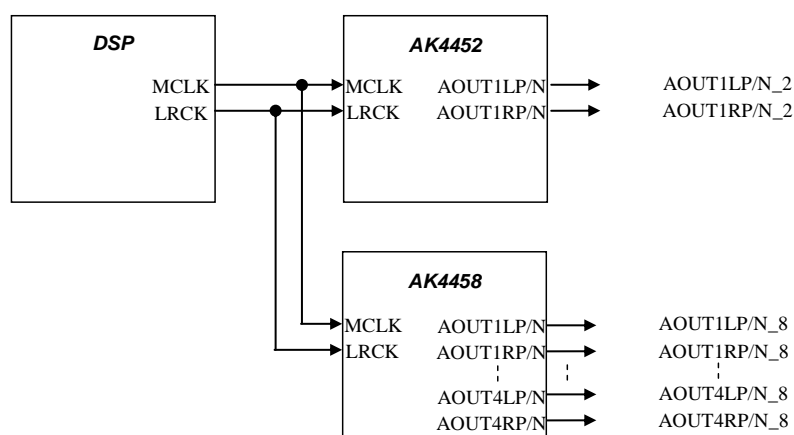 DSP
MCLK
LRCK
AK4452
MCLK AOUT1LP/N
LRCK AOUT1RP/N
AOUT1LP/N_2
AOUT1RP/N_2
AK4458
MCLK AOUT1LP/N
LRCK AOUT1RP/N
AOUT4LP/N
AOUT4RP/N
AOUT1LP/N_8
AOUT1RP/N_8
AOUT4LP/N_8
AOUT4RP/N_8